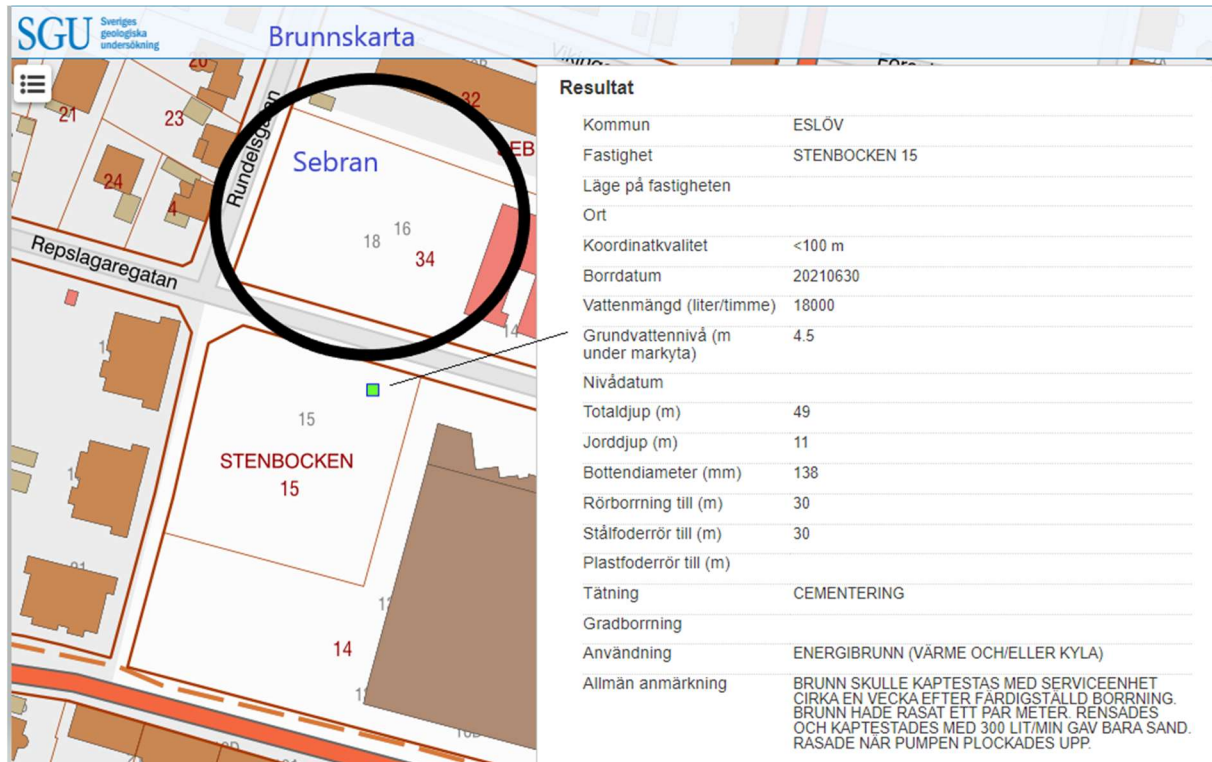 SGU Sveriges
geologiska
undersökning
Brunnskarta
Sebran
21
23
24
4
32
Rundelsgatan
Repslagaregatan
18
16
34
14
15
STENBOCKEN
15
14
Resultat
Kommun ESLÖV
Fastighet STENBOCKEN 15
Läge på fastigheten
Ort
Koordinatkvalitet <100 m
Borrdatum 20210630
Vattenmängd (liter/timme) 18000
Grundvattennivå (m 4.5
under markyta)
Nivådatum
Totaldjup (m) 49
Jorddjup (m) 11
Bottendiameter (mm) 138
Rörborrning till (m) 30
Stålfoderrör till (m) 30
Plastfoderrör till (m)
Tätning CEMENTERING
Gradborrning
Användning ENERGIBRUNN (VÄRME OCH/ELLER KYLA)
Allmän anmärkning BRUNN SKULLE KAPTESTAS MED SERVICEENHET
CIRKA EN VECKA EFTER FÄRDIGSTÄLLD BORRNING.
BRUNN HADE RASAT ETT PAR METER. RENSADES
OCH KAPTESTADES MED 300 LIT/MIN GAV BARA SAND.
RASADE NÄR PUMPEN PLOCKADES UPP.